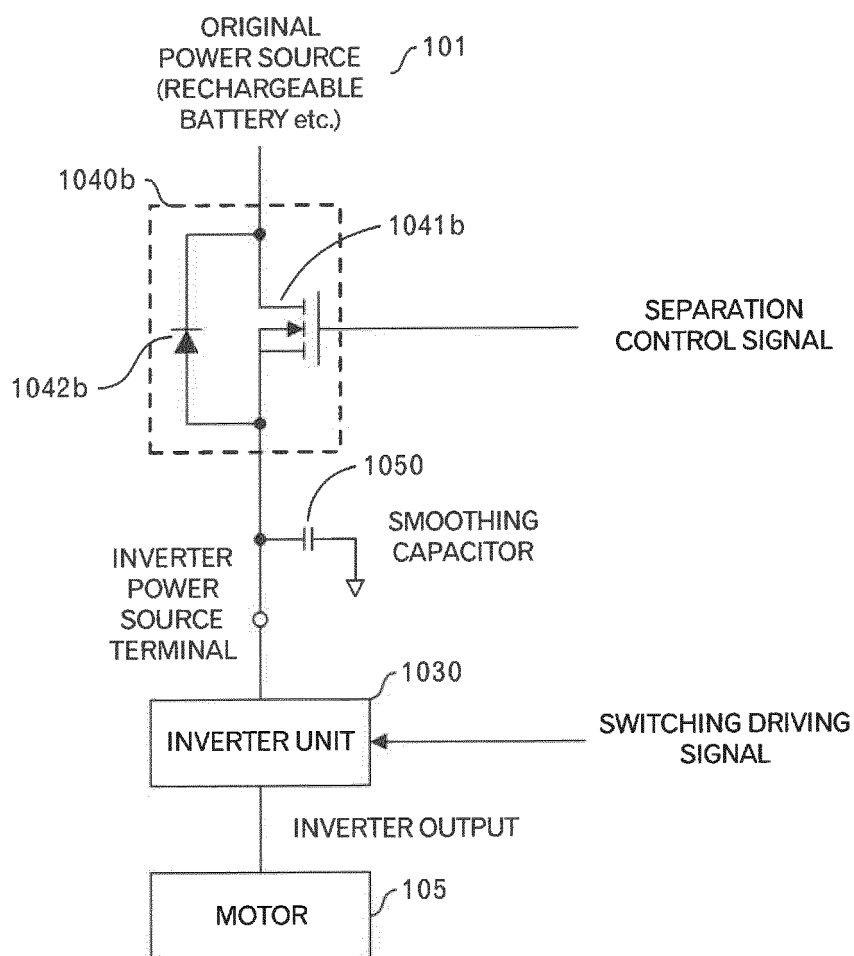 ORIGINAL
POWER SOURCE
(RECHARGEABLE
BATTERY etc.)
101
1040b
1041b
SEPARATION
CONTROL SIGNAL
1042b
1050
SMOOTHING
CAPACITOR
INVERTER
POWER
SOURCE
TERMINAL
1030
INVERTER UNIT
SWITCHING DRIVING
SIGNAL
INVERTER OUTPUT
105
MOTOR